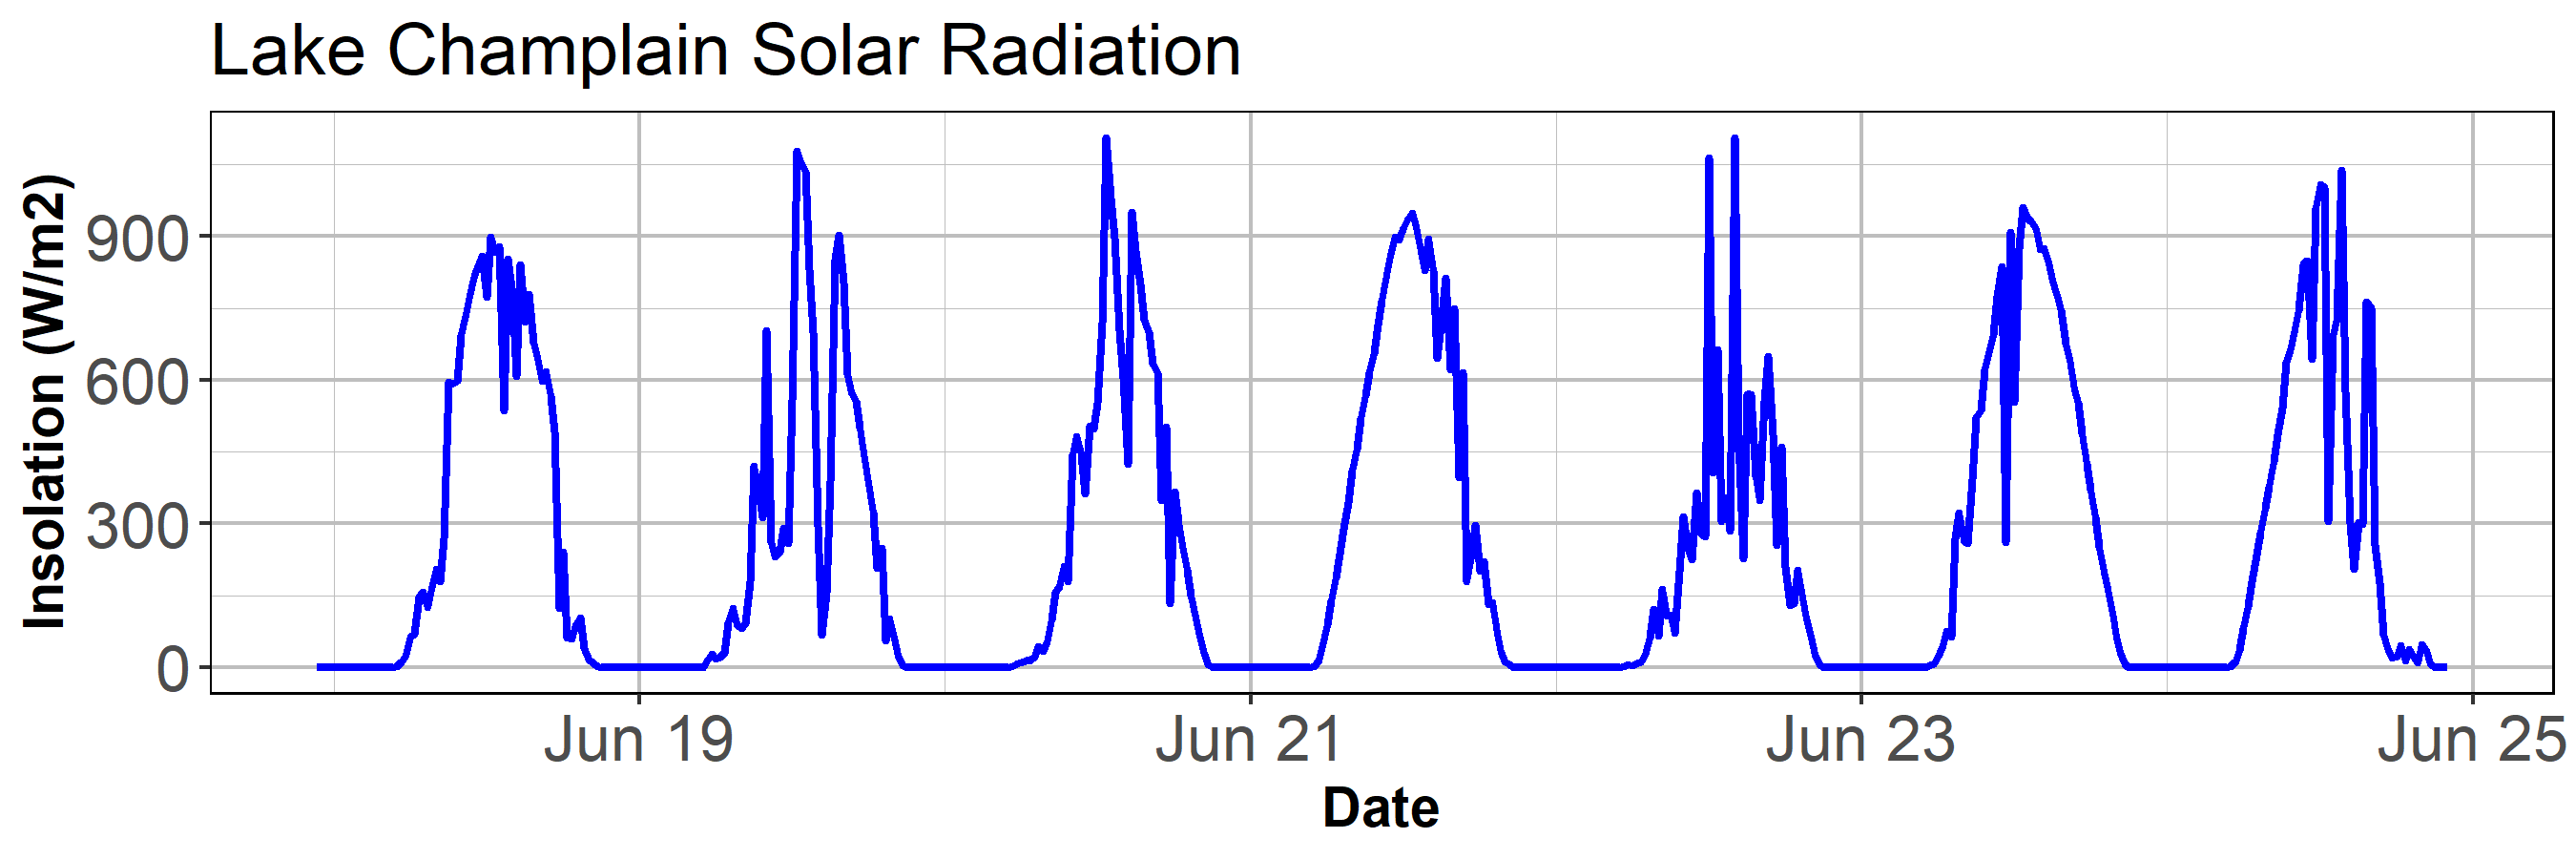 Lake Champlain Solar Radiation
Insolation (W/m2)
900
600
300
0
Jun 19 Jun 21 Jun 23 Jun 25
Date